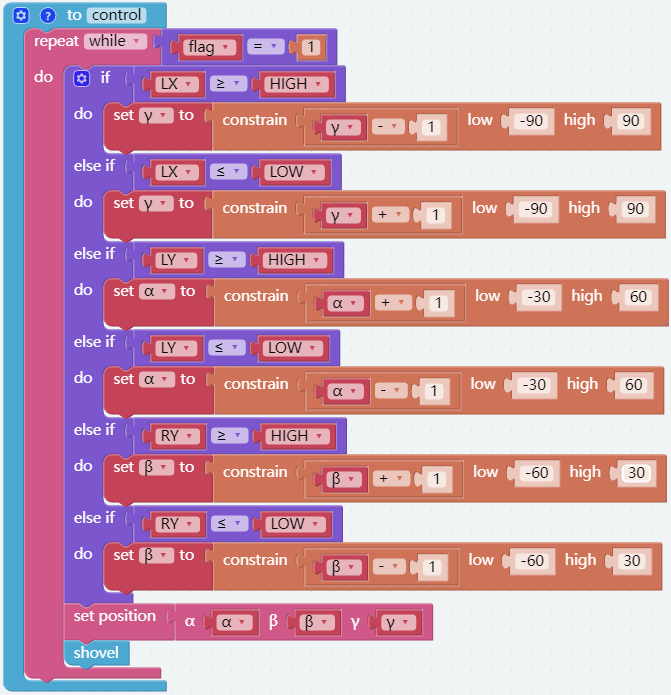 ? to control
repeat while flag = 1
do if LX ≥ HIGH
do set γ to constrain γ - 1 low -90 high 90
else if LX ≤ LOW
do set γ to constrain γ + 1 low -90 high 90
else if LY ≥ HIGH
do set α to constrain α + 1 low -30 high 60
else if LY ≤ LOW
do set α to constrain α - 1 low -30 high 60
else if RY ≥ HIGH
do set β to constrain β + 1 low -60 high 30
else if RY ≤ LOW
do set β to constrain β - 1 low -60 high 30
set position α α β β γ γ
shovel